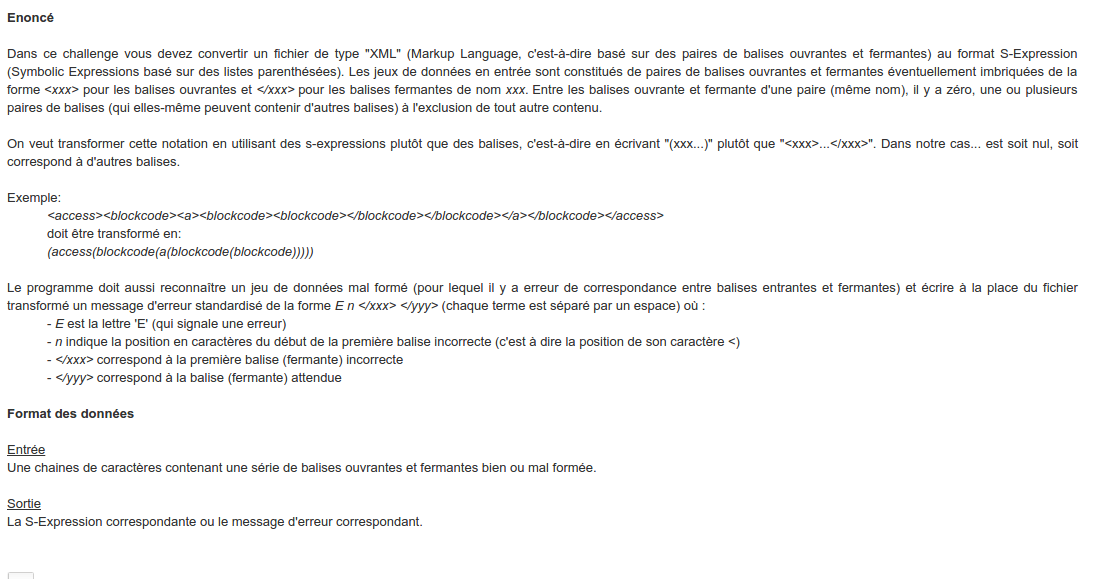 Enoncé
Dans ce challenge vous devez convertir un fichier de type "XML" (Markup Language, c'est-à-dire basé sur des paires de balises ouvrantes et fermantes) au format S-Expression
(Symbolic Expressions basé sur des listes parenthésées). Les jeux de données en entrée sont constitués de paires de balises ouvrantes et fermantes éventuellement imbriquées de la
forme <xxx> pour les balises ouvrantes et </xxx> pour les balises fermantes de nom xxx. Entre les balises ouvrante et fermante d'une paire (même nom), il y a zéro, une ou plusieurs
paires de balises (qui elles-même peuvent contenir d'autres balises) à l'exclusion de tout autre contenu.
On veut transformer cette notation en utilisant des s-expressions plutôt que des balises, c'est-à-dire en écrivant "(xxx...)" plutôt que "<xxx>...</xxx>". Dans notre cas... est soit nul, soit
correspond à d'autres balises.
Exemple:
<access><blockcode><a><blockcode><blockcode></blockcode></blockcode></a></blockcode></access>
doit être transformé en:
(access(blockcode(a(blockcode(blockcode)))))
Le programme doit aussi reconnaître un jeu de données mal formé (pour lequel il y a erreur de correspondance entre balises entrantes et fermantes) et écrire à la place du fichier
transformé un message d'erreur standardisé de la forme E n </xxx> </yyy> (chaque terme est séparé par un espace) où :
- E est la lettre 'E' (qui signale une erreur)
- n indique la position en caractères du début de la première balise incorrecte (c'est à dire la position de son caractère <)
- </xxx> correspond à la première balise (fermante) incorrecte
- </yyy> correspond à la balise (fermante) attendue
Format des données
Entrée
Une chaines de caractères contenant une série de balises ouvrantes et fermantes bien ou mal formée.
Sortie
La S-Expression correspondante ou le message d'erreur correspondant.